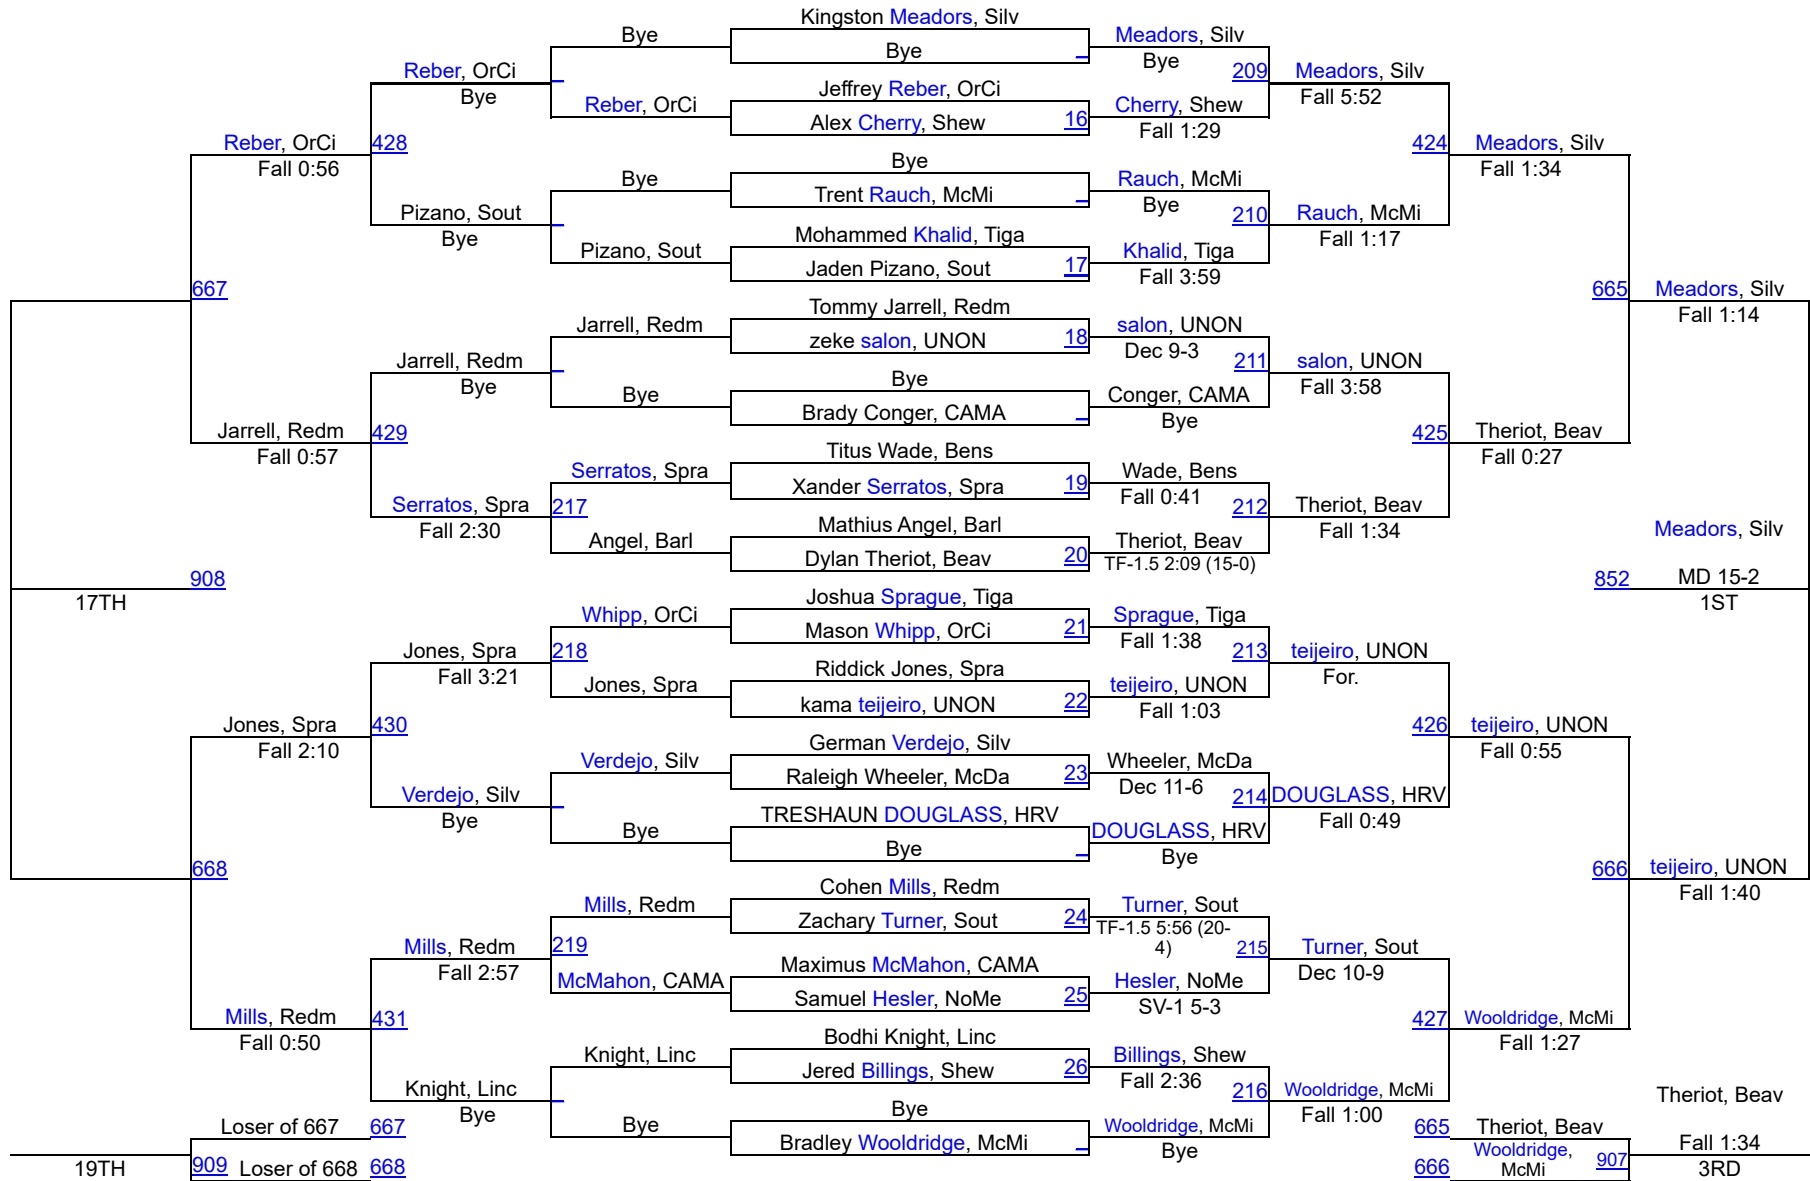 Kingston Meadors, Silv
Bye
Meadors, Silv
Bye
Bye
Reber, OrCi
Bye
209
Meadors, Silv
Fall 5:52
Jeffrey Reber, OrCi
Reber, OrCi
Alex Cherry, Shew
16
Cherry, Shew
Fall 1:29
Reber, OrCi
Fall 0:56
428
424
Meadors, Silv
Fall 1:34
Bye
Bye
Trent Rauch, McMi
Rauch, McMi
Bye
Pizano, Sout
Bye
210
Rauch, McMi
Fall 1:17
Mohammed Khalid, Tiga
Pizano, Sout
Jaden Pizano, Sout
17
Khalid, Tiga
Fall 3:59
667
665
Meadors, Silv
Fall 1:14
Tommy Jarrell, Redm
Jarrell, Redm
zeke salon, UNON
18
salon, UNON
Dec 9-3
Jarrell, Redm
Bye
211
salon, UNON
Fall 3:58
Bye
Bye
Brady Conger, CAMA
Conger, CAMA
Bye
Jarrell, Redm
Fall 0:57
429
425
Theriot, Beav
Fall 0:27
Titus Wade, Bens
Serratos, Spra
Xander Serratos, Spra
19
Wade, Bens
Fall 0:41
Serratos, Spra
Fall 2:30
217
212
Theriot, Beav
Fall 1:34
Mathius Angel, Barl
Angel, Barl
Dylan Theriot, Beav
20
Theriot, Beav
TF-1.5 2:09 (15-0)
Meadors, Silv
908
17TH
852
MD 15-2
1ST
Joshua Sprague, Tiga
Whipp, OrCi
Mason Whipp, OrCi
21
Sprague, Tiga
Fall 1:38
Jones, Spra
Fall 3:21
218
213
teijeiro, UNON
For.
Riddick Jones, Spra
Jones, Spra
kama teijeiro, UNON
22
teijeiro, UNON
Fall 1:03
Jones, Spra
Fall 2:10
430
426
teijeiro, UNON
Fall 0:55
German Verdejo, Silv
Verdejo, Silv
Raleigh Wheeler, McDa
23
Wheeler, McDa
Dec 11-6
Verdejo, Silv
Bye
214
DOUGLASS, HRV
Fall 0:49
TRESHAUN DOUGLASS, HRV
Bye
Bye
DOUGLASS, HRV
Bye
668
666
teijeiro, UNON
Fall 1:40
Cohen Mills, Redm
Mills, Redm
Zachary Turner, Sout
24
Turner, Sout
TF-1.5 5:56 (20-
4)
Mills, Redm
Fall 2:57
219
215
Turner, Sout
Dec 10-9
Maximus McMahon, CAMA
McMahon, CAMA
Samuel Hesler, NoMe
25
Hesler, NoMe
SV-1 5-3
Mills, Redm
Fall 0:50
431
427
Wooldridge, McMi
Fall 1:27
Bodhi Knight, Linc
Knight, Linc
Jered Billings, Shew
26
Billings, Shew
Fall 2:36
Knight, Linc
Bye
216
Wooldridge, McMi
Fall 1:00
Bye
Bye
Bradley Wooldridge, McMi
Wooldridge, McMi
Bye
Loser of 667
667
19TH
909
Loser of 668
668
Theriot, Beav
665
Theriot, Beav
666
Wooldridge,
McMi
907
Fall 1:34
3RD